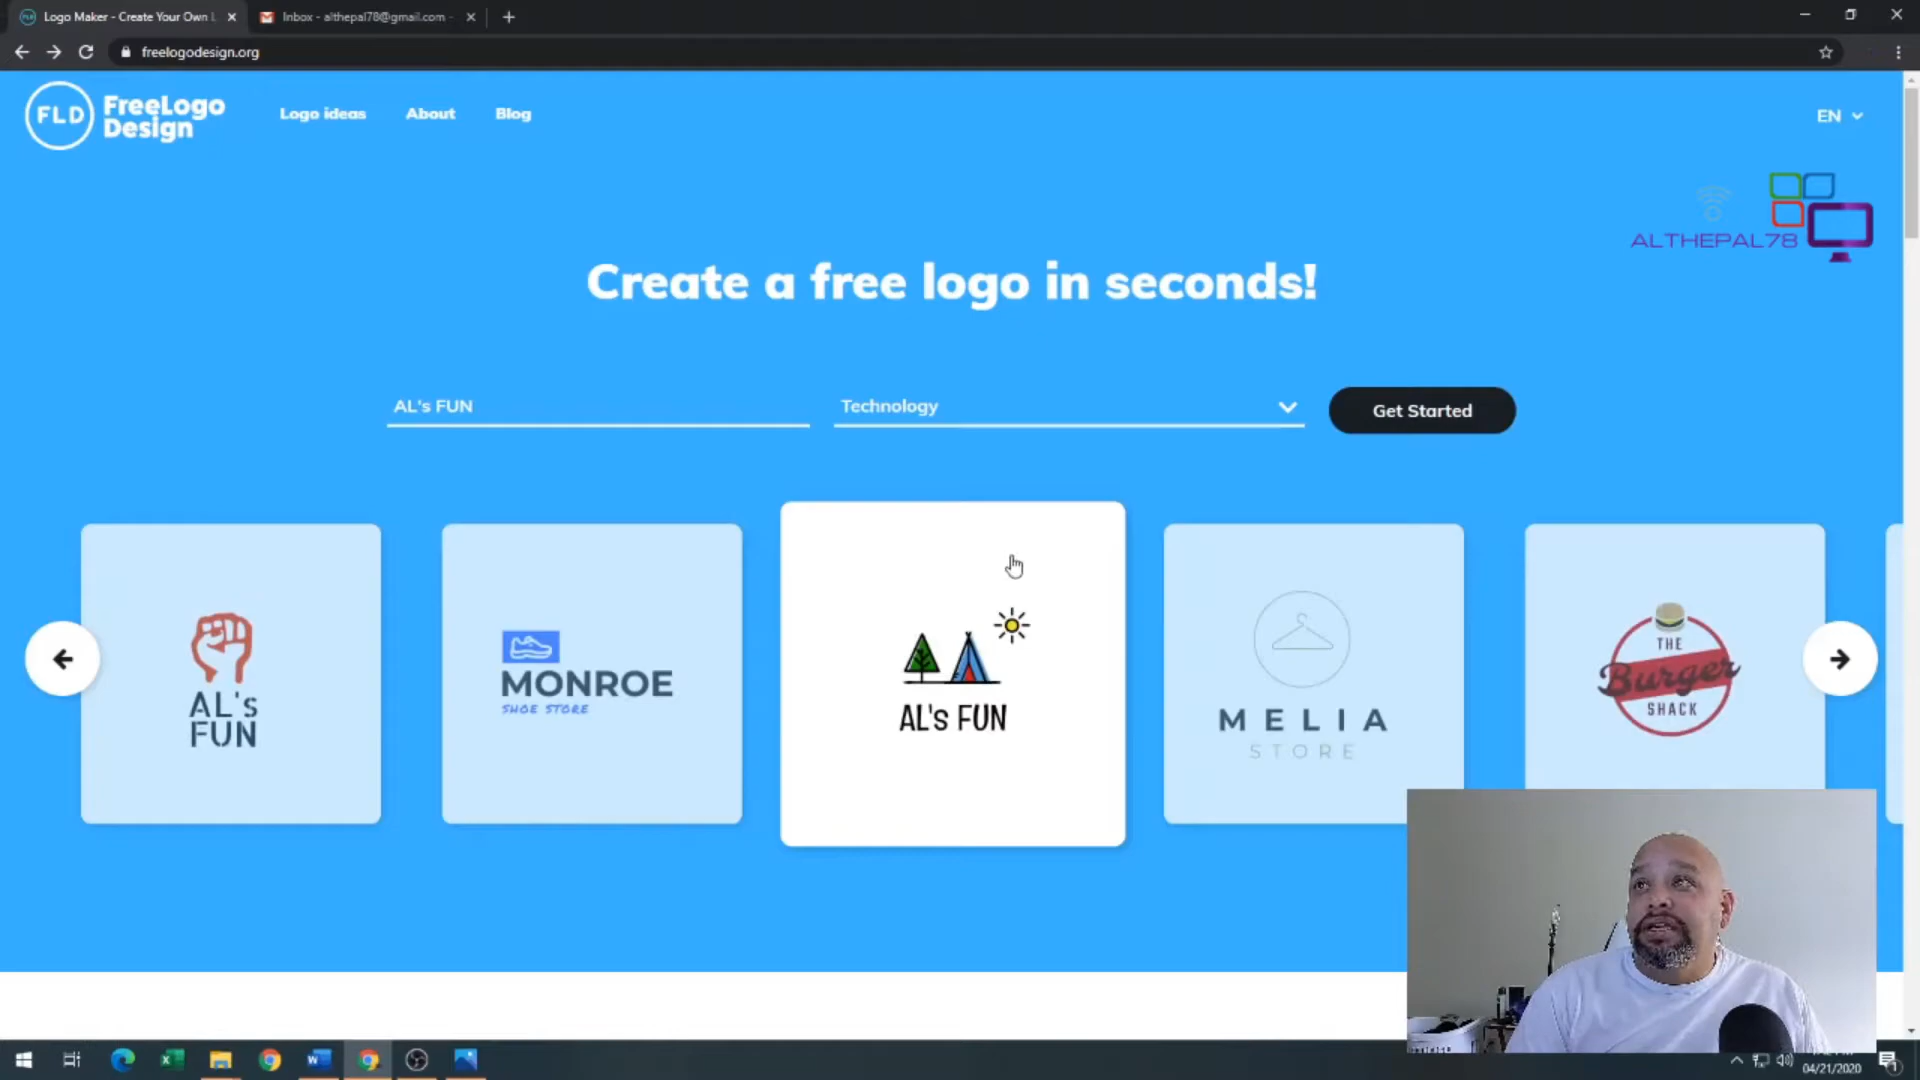 Logo Maker - Create Your Own L
Inbox - althepal78@gmail.com -
freelogodesign.org
FLD
FreeLogo
Design
Logo ideas
About
Blog
EN
ALTHEPAL78
Create a free logo in seconds!
AL's FUN
Technology
Get Started
AL's
FUN
MONROE
SHOE STORE
AL's FUN
MELIA
STORE
THE
Burger
SHACK
04/21/2020